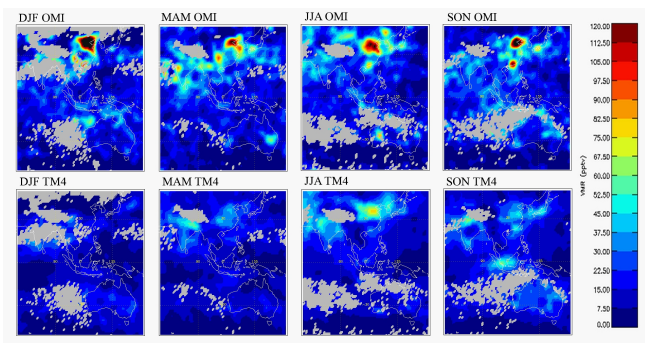 DJF OMI
MAM OMI
JJA OMI
SON OMI
DJF TM4
MAM TM4
JJA TM4
SON TM4
120.00
112.50
97.50
90.00
82.50
75.00
67.50
60.00
52.50
45.00
37.50
30.00
22.50
15.00
7.50
0.00
VMR (pptv)